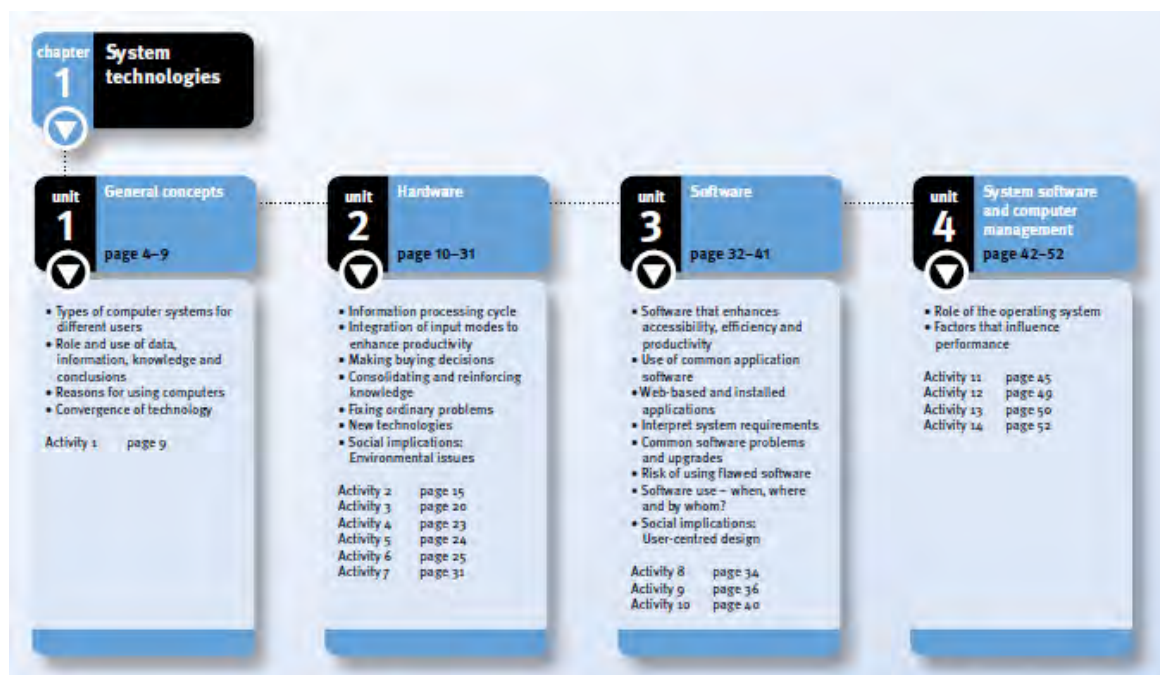 chapter
1
System
technologies
unit
1
General concepts
page 4–9
• Types of computer systems for
different users
• Role and use of data,
information, knowledge and
conclusions
• Reasons for using computers
• Convergence of technology
Activity 1 page 9
unit
2
Hardware
page 10–31
• Information processing cycle
• Integration of input modes to
enhance productivity
• Making buying decisions
• Consolidating and reinforcing
knowledge
• Fixing ordinary problems
• New technologies
• Social implications:
Environmental issues
Activity 2 page 15
Activity 3 page 20
Activity 4 page 23
Activity 5 page 24
Activity 6 page 25
Activity 7 page 31
unit
3
Software
page 32–41
• Software that enhances
accessibility, efficiency and
productivity
• Use of common application
software
• Web-based and installed
applications
• Interpret system requirements
• Common software problems
and upgrades
• Risk of using flawed software
• Software use – when, where
and by whom?
• Social implications:
User-centred design
Activity 8 page 34
Activity 9 page 36
Activity 10 page 40
unit
4
System software
and computer
management
page 42–52
• Role of the operating system
• Factors that influence
performance
Activity 11 page 45
Activity 12 page 49
Activity 13 page 50
Activity 14 page 52